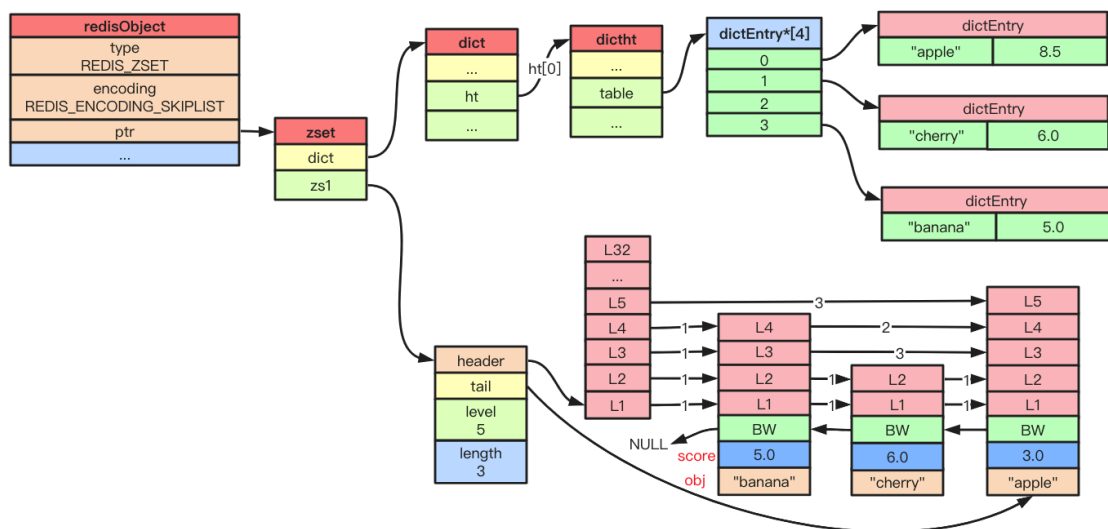 redisObject
type
REDIS_ZSET
encoding
REDIS_ENCODING_SKIPLIST
ptr
...
zset
dict
zs1
dict
...
ht
...
ht[0]
dictht
...
table
...
dictEntry*[4]
0
1
2
3
dictEntry
"apple" 8.5
dictEntry
"cherry" 6.0
dictEntry
"banana" 5.0
header
tail
level
5
length
3
L32
...
L5 3 L5
L4 1 L4 2 L4
L3 1 L3 3 L3
L2 1 L2 1 L2 1 L2
L1 1 L1 1 L1 1 L1
NULL BW BW BW
score 5.0 6.0 3.0
obj "banana" "cherry" "apple"